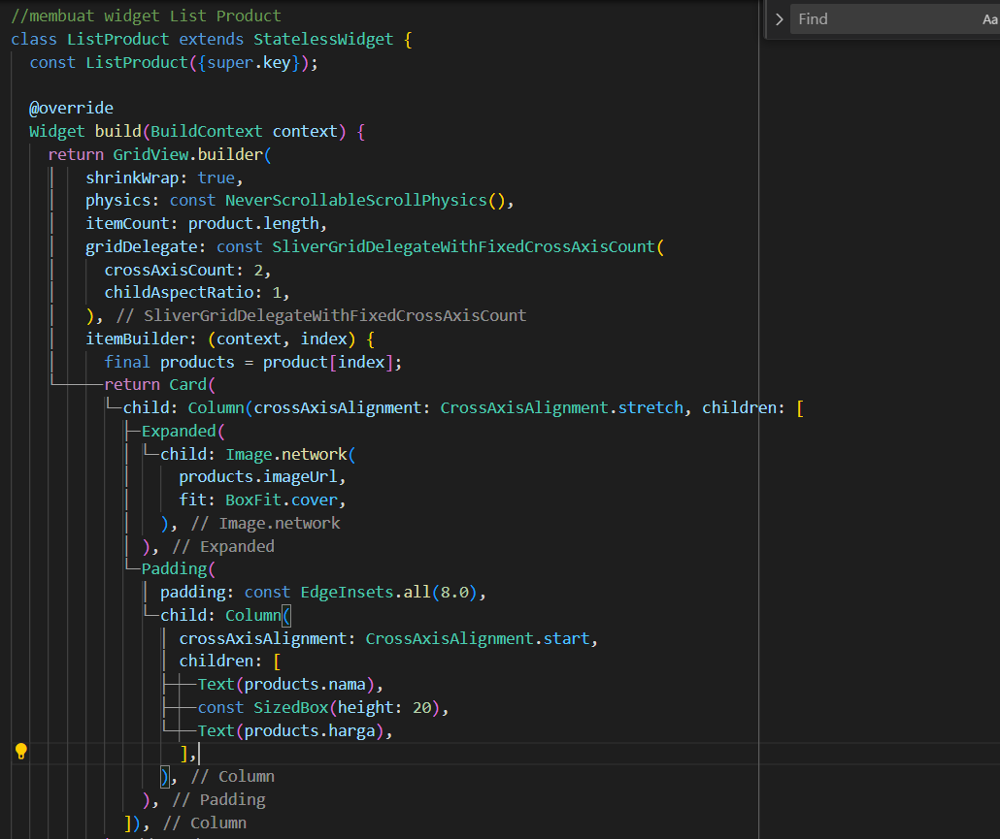 //membuat widget List Product
class ListProduct extends StatelessWidget {
const ListProduct({super.key});
@override
Widget build(BuildContext context) {
return GridView.builder(
shrinkWrap: true,
physics: const NeverScrollableScrollPhysics(),
itemCount: product.length,
gridDelegate: const SliverGridDelegateWithFixedCrossAxisCount(
crossAxisCount: 2,
childAspectRatio: 1,
), // SliverGridDelegateWithFixedCrossAxisCount
itemBuilder: (context, index) {
final products = product[index];
return Card(
child: Column(crossAxisAlignment: CrossAxisAlignment.stretch, children: [
Expanded(
child: Image.network(
products.imageUrl,
fit: BoxFit.cover,
), // Image.network
), // Expanded
Padding(
padding: const EdgeInsets.all(8.0),
child: Column(
crossAxisAlignment: CrossAxisAlignment.start,
children: [
Text(products.nama),
const SizedBox(height: 20),
Text(products.harga),
],
), // Column
), // Padding
]), // Column
Find
Aa